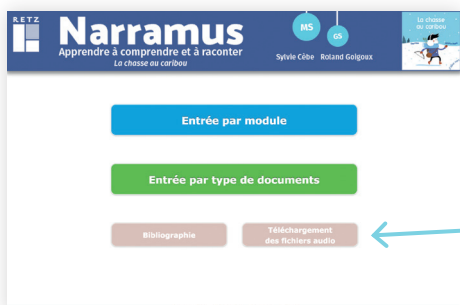 RETZ
Narramus
Apprendre à comprendre et à raconter
La chasse au caribou
MS
GS
Sylvie Cèbe Roland Goigoux
La chasse
au caribou
Entrée par module
Entrée par type de documents
Bibliographie
Téléchargement
des fichiers audio